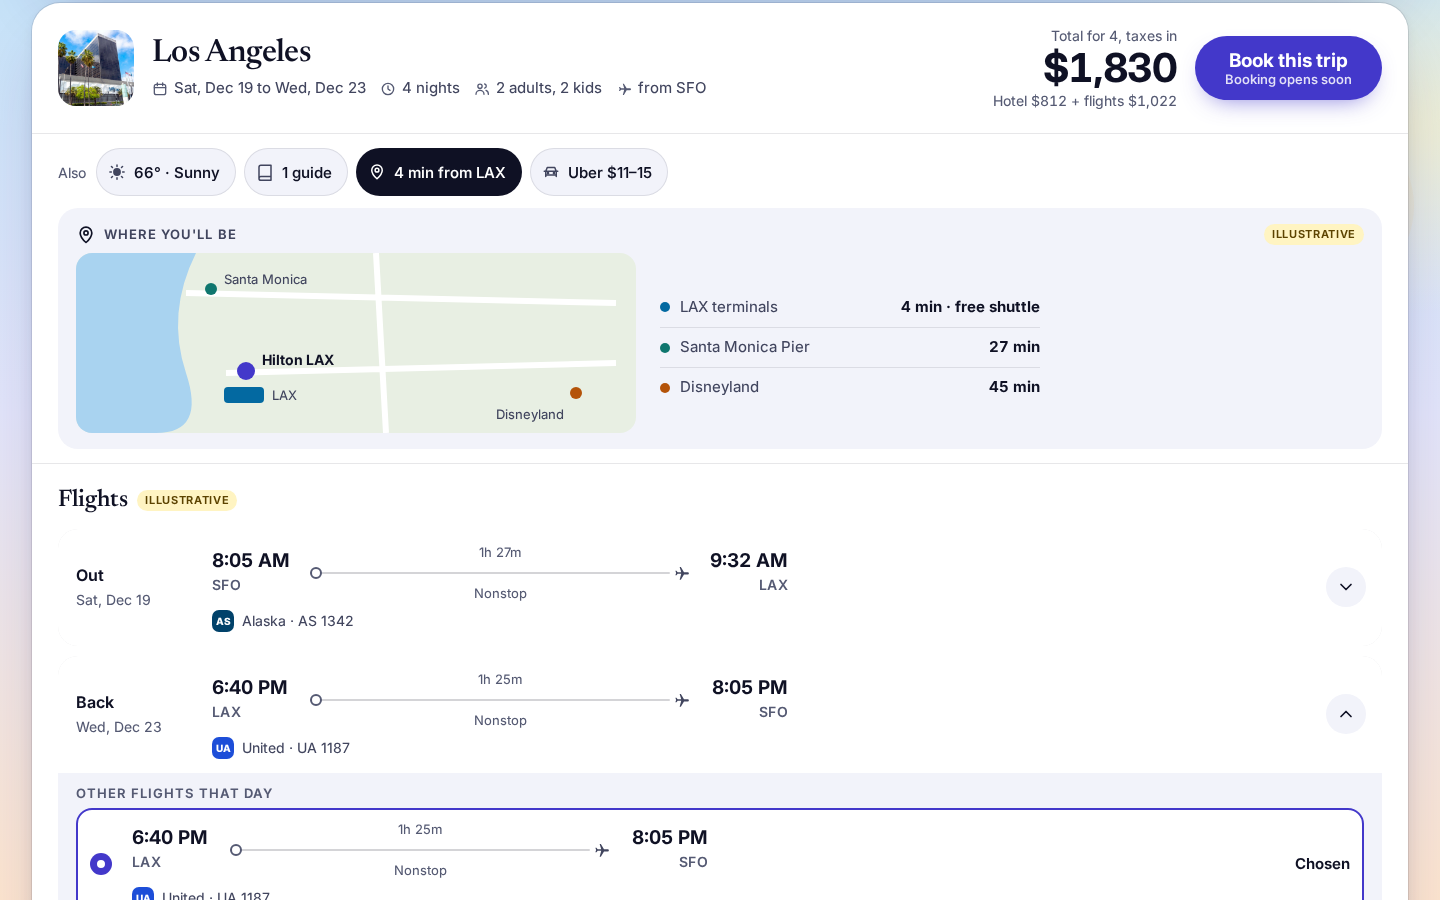 Los Angeles
Sat, Dec 19 to Wed, Dec 23 4 nights 2 adults, 2 kids from SFO
Total for 4, taxes in
$1,830
Hotel $812 + flights $1,022
Book this trip
Booking opens soon
Also 66° · Sunny 1 guide 4 min from LAX Uber $11–15
WHERE YOU'LL BE
ILLUSTRATIVE
Santa Monica
Hilton LAX
LAX
Disneyland
LAX terminals 4 min · free shuttle
Santa Monica Pier 27 min
Disneyland 45 min
Flights ILLUSTRATIVE
Out
Sat, Dec 19
8:05 AM
SFO
1h 27m
Nonstop
9:32 AM
LAX
AS Alaska · AS 1342
Back
Wed, Dec 23
6:40 PM
LAX
1h 25m
Nonstop
8:05 PM
SFO
UA United · UA 1187
OTHER FLIGHTS THAT DAY
6:40 PM
LAX
1h 25m
Nonstop
8:05 PM
SFO
Chosen
UA United · UA 1187